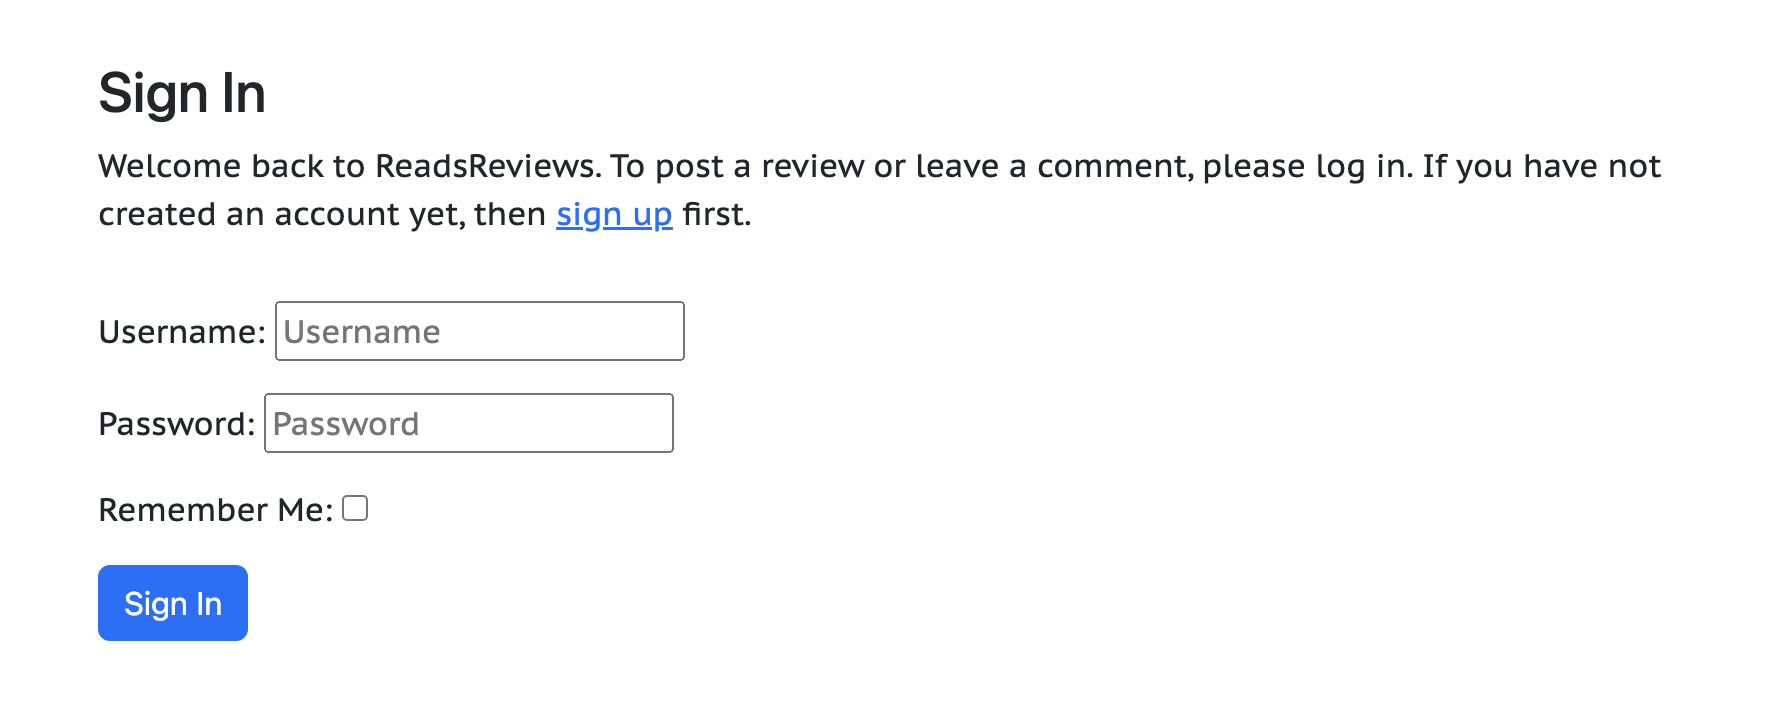 Sign In
Welcome back to ReadsReviews. To post a review or leave a comment, please log in. If you have not
created an account yet, then sign up first.
Username: Username
Password: Password
Remember Me:
Sign In